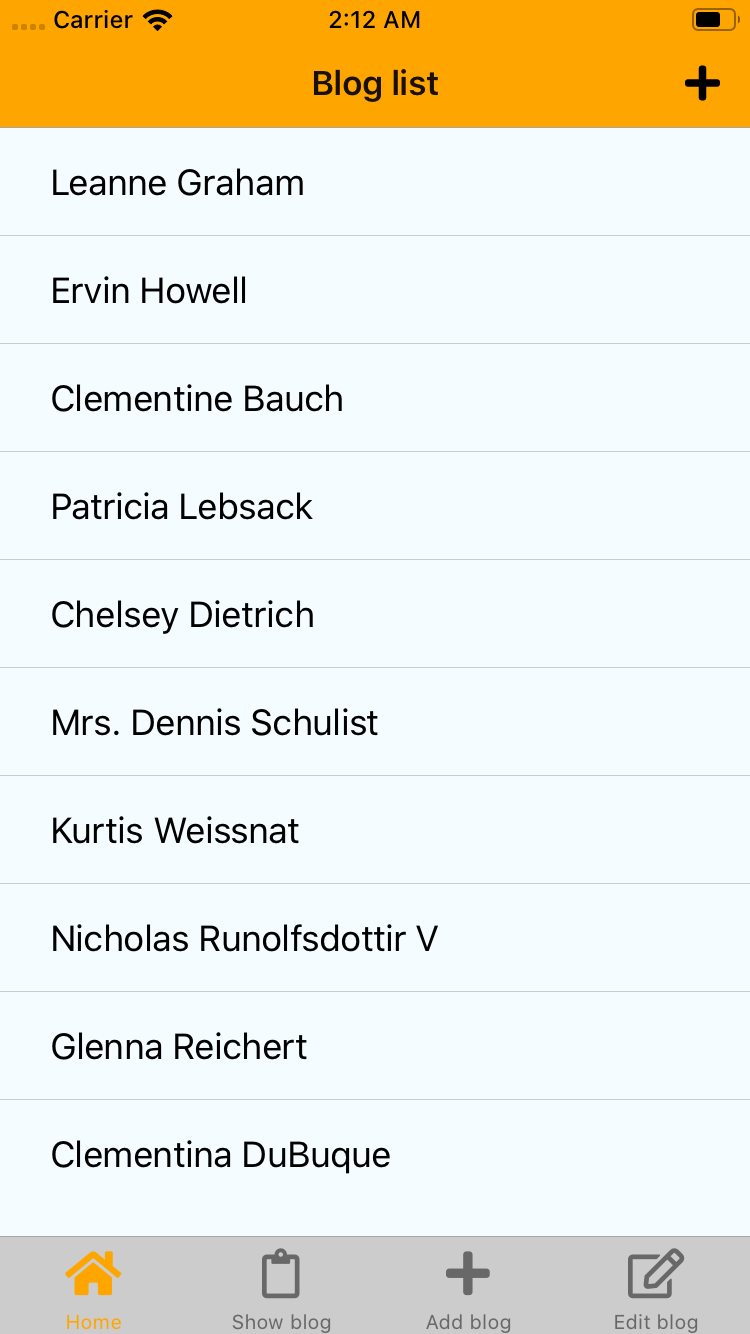 Carrier 2:12 AM
Blog list
Leanne Graham
Ervin Howell
Clementine Bauch
Patricia Lebsack
Chelsey Dietrich
Mrs. Dennis Schulist
Kurtis Weissnat
Nicholas Runolfsdottir V
Glenna Reichert
Clementina DuBuque
Home Show blog Add blog Edit blog